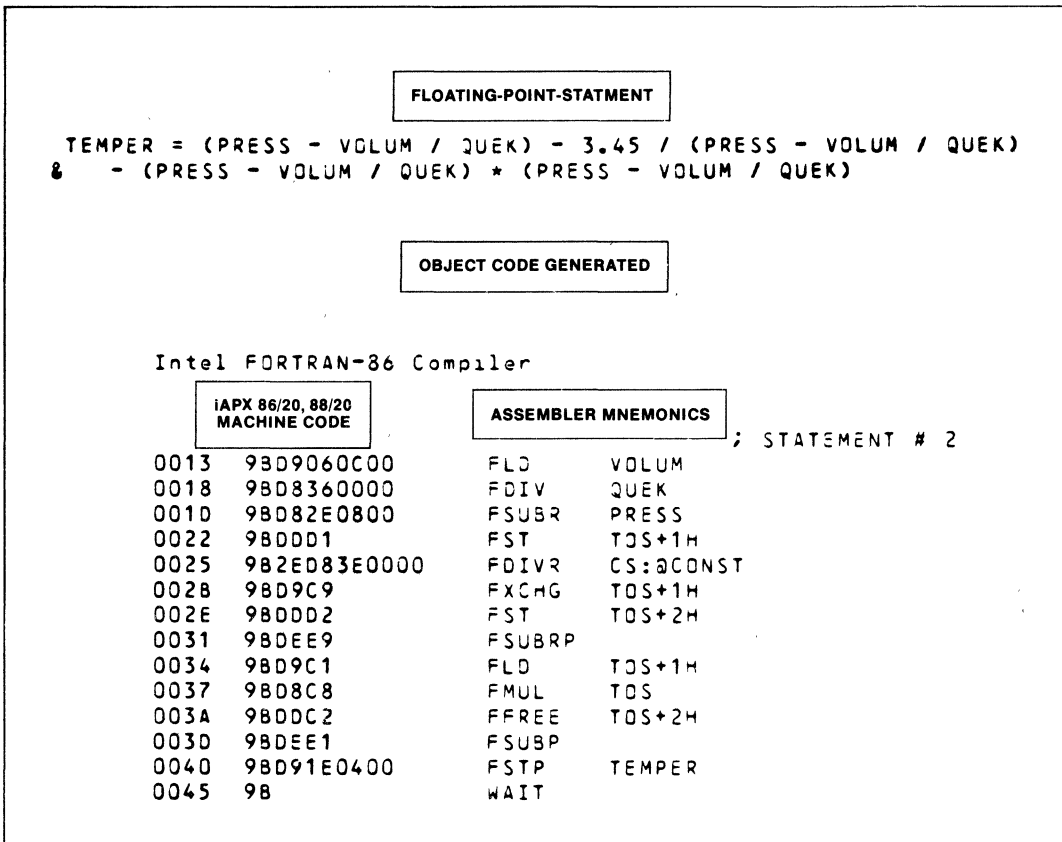 FLOATING-POINT-STATMENT
TEMPER = (PRESS - VOLUM / QUEK) - 3.45 / (PRESS - VOLUM / QUEK)
& - (PRESS - VOLUM / QUEK) * (PRESS - VOLUM / QUEK)
OBJECT CODE GENERATED
Intel FORTRAN-86 Compiler
iAPX 86/20, 88/20
MACHINE CODE
ASSEMBLER MNEMONICS
; STATEMENT # 2
0013 9BD9060C00 FLD VOLUM
0018 9BD8360000 FDIV QUEK
001D 9BD82E0800 FSUBR PRESS
0022 9BDDD1 FST TOS+1H
0025 9B2ED83E0000 FDIVR CS:@CONST
002B 9BD9C9 FXCHG TOS+1H
002E 9BDDD2 FST TOS+2H
0031 9BDEE9 FSUBRP
0034 9BD9C1 FLD TOS+1H
0037 9BD8C8 FMUL TOS
003A 9BDDC2 FFREE TOS+2H
003D 9BDEE1 FSUBP
0040 9BD91E0400 FSTP TEMPER
0045 9B WAIT